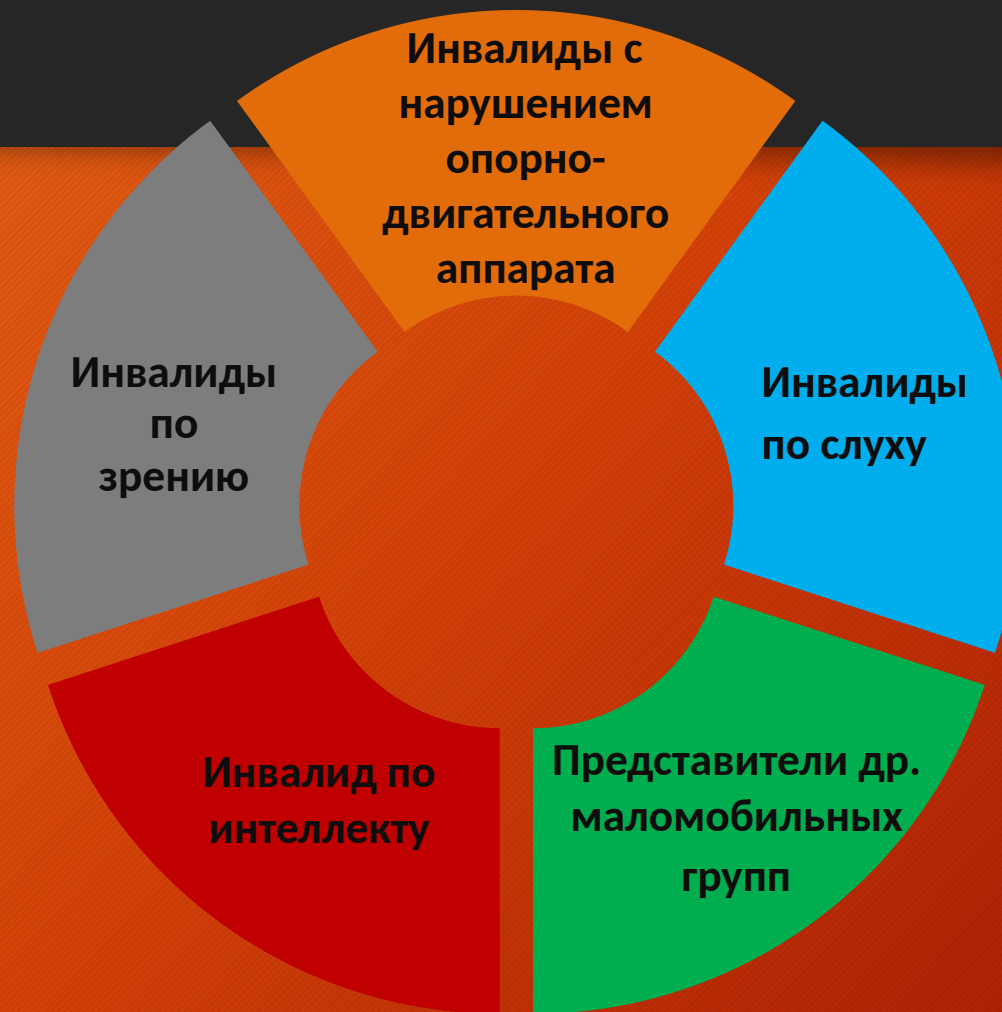 Инвалиды с
нарушением
опорно-
двигательного
аппарата
Инвалиды
по слуху
Представители др.
маломобильных
групп
Инвалид по
интеллекту
Инвалиды
по
зрению